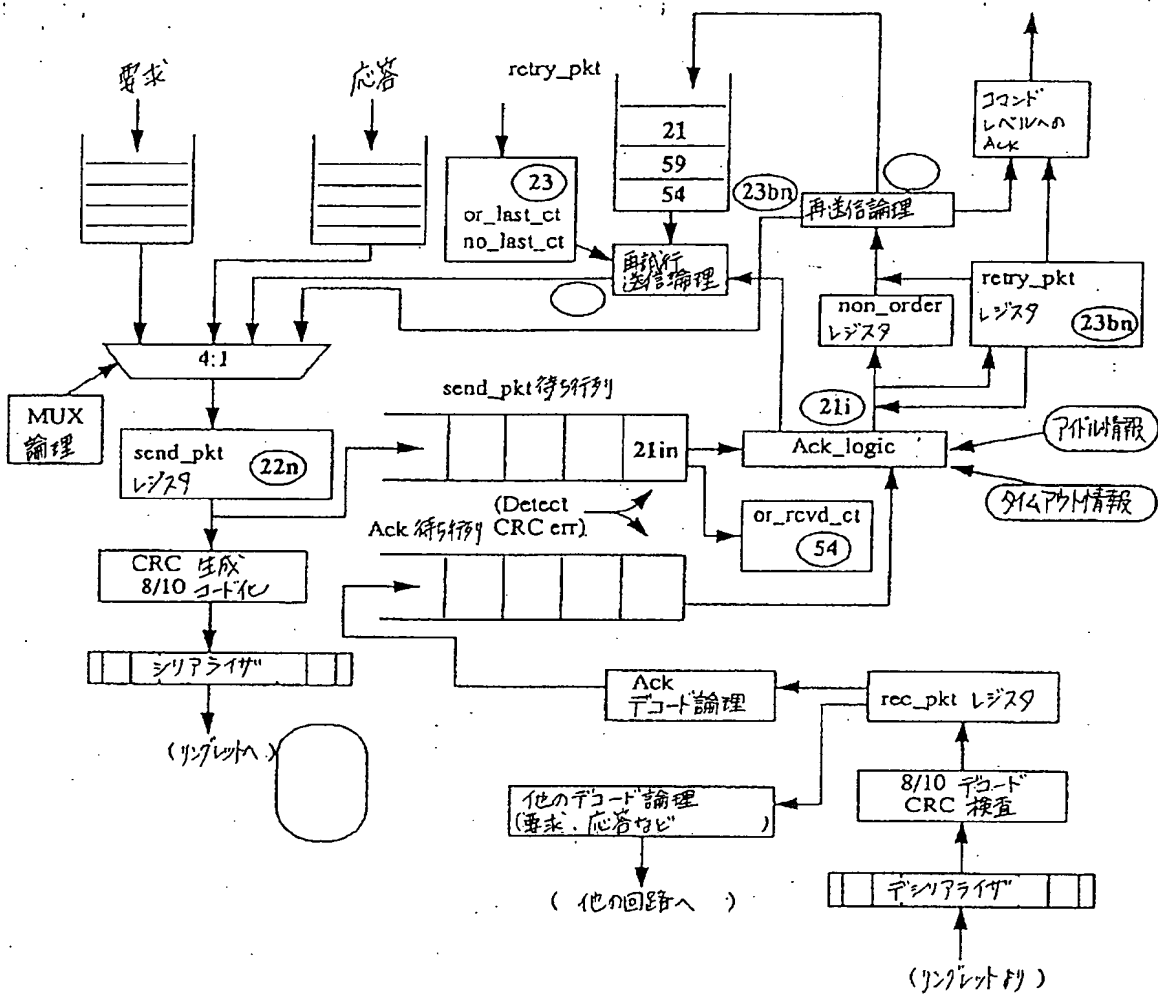 要求
応答
retry_pkt
21
59
54
23
or_last_ct
no_last_ct
再試行
送信論理
23bn
再送信論理
コマンド
レベルへの
Ack
non_order
レジスタ
retry_pkt
レジスタ
23bn
4:1
MUX
論理
send_pkt
レジスタ
22n
send_pkt 待ち行列
21in
21i
Ack_logic
アイドル情報
タイムアウト情報
(Detect
CRC err)
Ack 待ち行列
or_rcvd_ct
54
CRC 生成
8/10 コード化
シリアライザ
(リングレットへ)
Ack
デコード論理
rec_pkt レジスタ
他のデコード論理
(要求、応答など )
( 他の回路へ )
8/10 デコード
CRC 検査
デシリアライザ
(リングレットより)